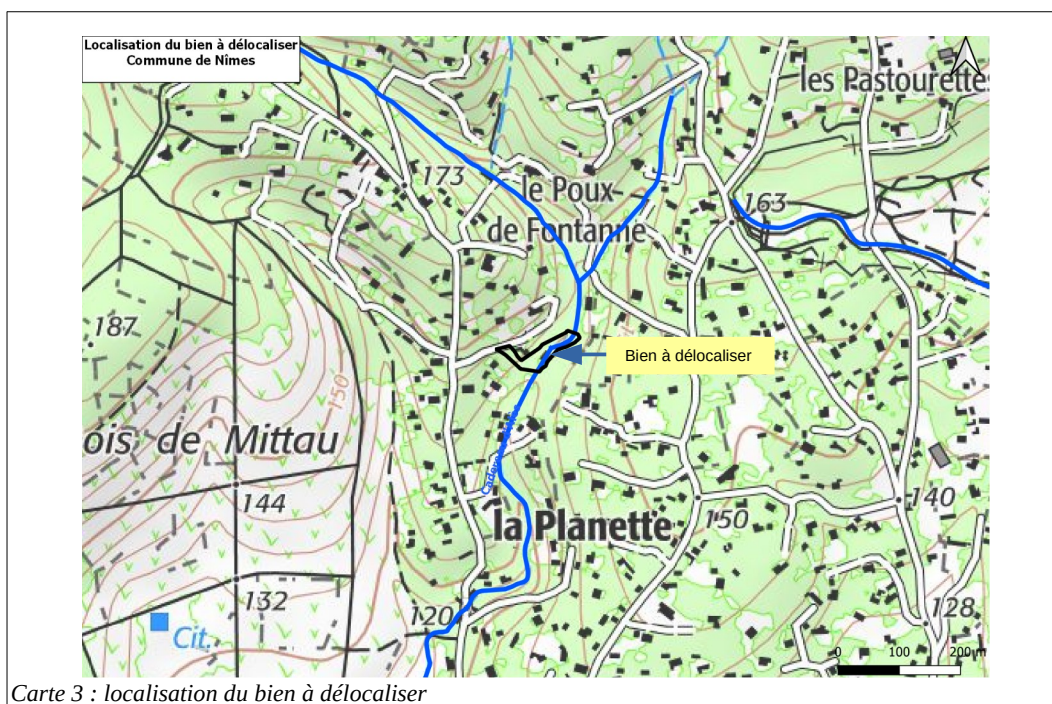 Localisation du bien à délocaliser
Commune de Nîmes
les Pastourettes
173
le Poux
de Fontanne
163
187
Bien à délocaliser
150
ois de Mittau
144
la Planette
150
140
132
120
128
Cit.
0 100 200 m
Carte 3 : localisation du bien à délocaliser